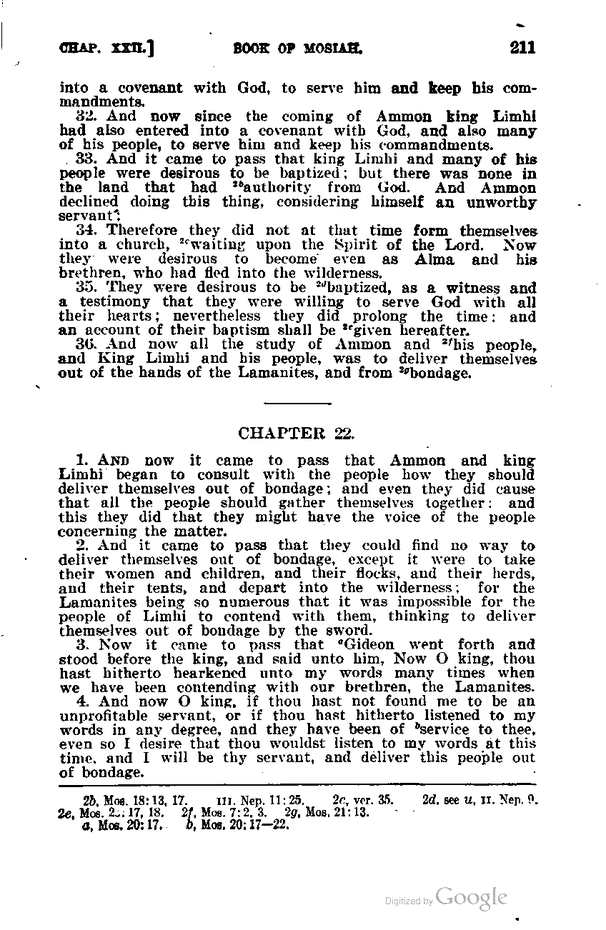 CHAP. XXII.] BOOK OF MOSIAH. 211
into a covenant with God, to serve him and keep his com-
mandments.
32. And now since the coming of Ammon king Limhi
had also entered into a covenant with God, and also many
of his people, to serve him and keep his commandments.
33. And it came to pass that king Limhi and many of his
people were desirous to be baptized; but there was none in
the land that had 2bauthority from God. And Ammon
declined doing this thing, considering himself an unworthy
servant:
34. Therefore they did not at that time form themselves
into a church, 2cwaiting upon the Spirit of the Lord. Now
they were desirous to become even as Alma and his
brethren, who had fled into the wilderness.
35. They were desirous to be 2dbaptized, as a witness and
a testimony that they were willing to serve God with all
their hearts; nevertheless they did prolong the time: and
an account of their baptism shall be 2egiven hereafter.
36. And now all the study of Ammon and 2fhis people,
and King Limhi and his people, was to deliver themselves
out of the hands of the Lamanites, and from 2gbondage.
CHAPTER 22.
1. AND now it came to pass that Ammon and king
Limhi began to consult with the people how they should
deliver themselves out of bondage; and even they did cause
that all the people should gather themselves together: and
this they did that they might have the voice of the people
concerning the matter.
2. And it came to pass that they could find no way to
deliver themselves out of bondage, except it were to take
their women and children, and their flocks, and their herds,
and their tents, and depart into the wilderness; for the
Lamanites being so numerous that it was impossible for the
people of Limhi to contend with them, thinking to deliver
themselves out of bondage by the sword.
3. Now it came to pass that aGideon went forth and
stood before the king, and said unto him, Now O king, thou
hast hitherto hearkened unto my words many times when
we have been contending with our brethren, the Lamanites.
4. And now O king, if thou hast not found me to be an
unprofitable servant, or if thou hast hitherto listened to my
words in any degree, and they have been of bservice to thee,
even so I desire that thou wouldst listen to my words at this
time, and I will be thy servant, and deliver this people out
of bondage.
2b, Mos. 18:13, 17. III. Nep. 11:25. 2c, ver. 35. 2d. see u, II. Nep. 9.
2e, Mos. 17, 18. 2f, Mos. 7:2, 3. 2g, Mos. 21:13.
a, Mos. 20:17. b, Mos. 20:17—22.
Digitized by Google